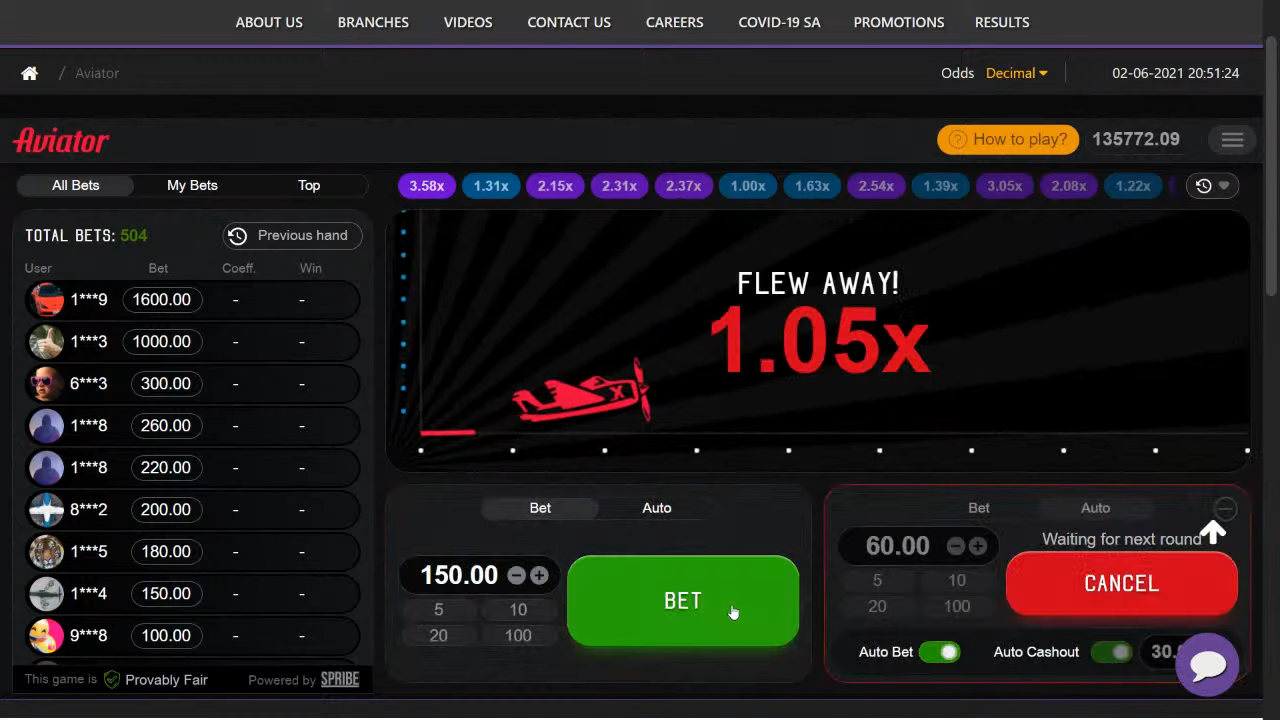 ABOUT US BRANCHES VIDEOS CONTACT US CAREERS COVID-19 SA PROMOTIONS RESULTS
/ Aviator
Odds Decimal 02-06-2021 20:51:24
Aviator
? How to play? 135772.09
All Bets My Bets Top
3.58x 1.31x 2.15x 2.31x 2.37x 1.00x 1.63x 2.54x 1.39x 3.05x 2.08x 1.22x
TOTAL BETS: 504 Previous hand
User Bet Coeff. Win
1***9 1600.00 - -
1***3 1000.00 - -
6***3 300.00 - -
1***8 260.00 - -
1***8 220.00 - -
8***2 200.00 - -
1***5 180.00 - -
1***4 150.00 - -
9***8 100.00 - -
This game is Provably Fair Powered by SPRIBE
FLEW AWAY!
1.05x
X
Bet Auto
150.00
5 10
20 100
BET
Bet Auto
60.00
5 10
20 100
Waiting for next round
CANCEL
Auto Bet Auto Cashout